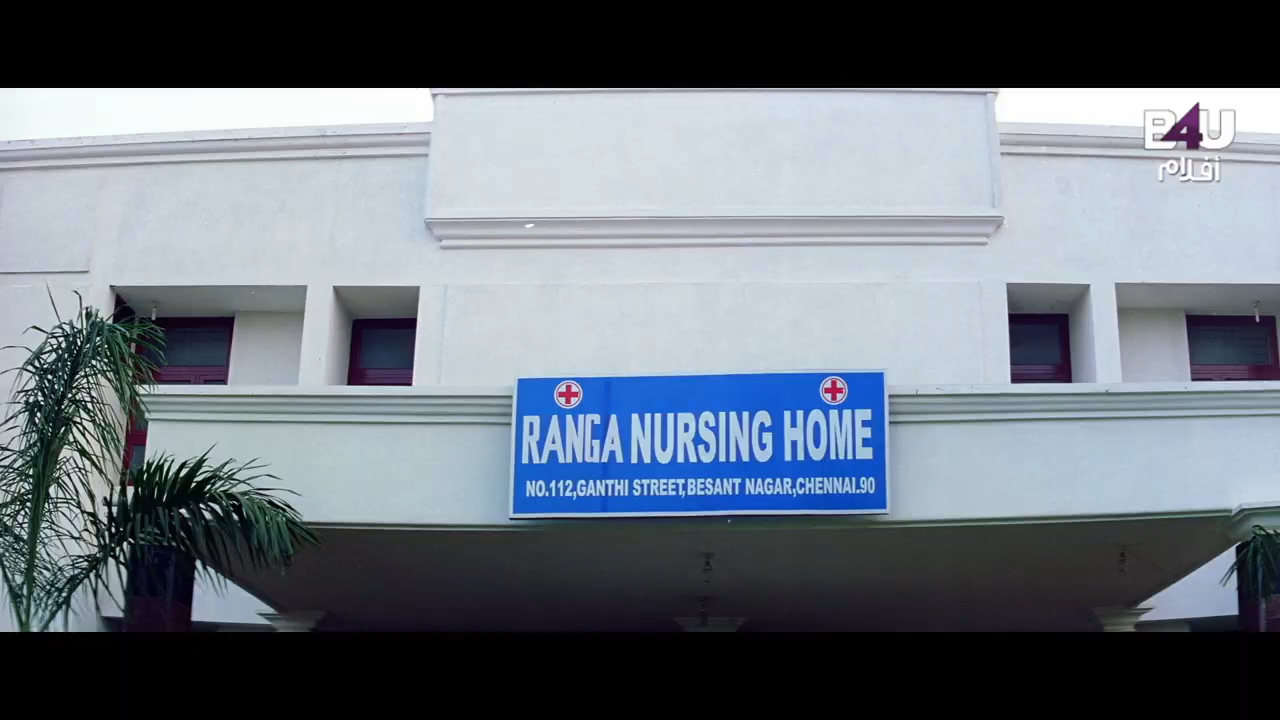 B4U
أفلام
RANGA NURSING HOME
NO.112,GANTHI STREET,BESANT NAGAR,CHENNAI.90